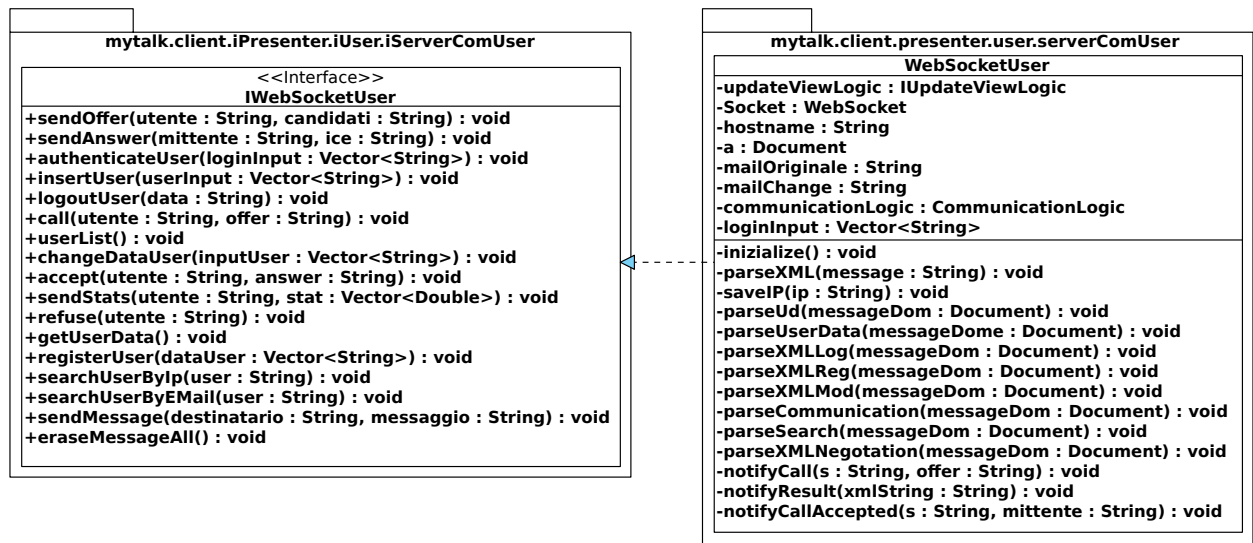 mytalk.client.iPresenter.iUser.iServerComUser
<<Interface>>
IWebSocketUser
+sendOffer(utente : String, candidati : String) : void
+sendAnswer(mittente : String, ice : String) : void
+authenticateUser(loginInput : Vector<String>) : void
+insertUser(userInput : Vector<String>) : void
+logoutUser(data : String) : void
+call(utente : String, offer : String) : void
+userList() : void
+changeDataUser(inputUser : Vector<String>) : void
+accept(utente : String, answer : String) : void
+sendStats(utente : String, stat : Vector<Double>) : void
+refuse(utente : String) : void
+getUserData() : void
+registerUser(dataUser : Vector<String>) : void
+searchUserByIp(user : String) : void
+searchUserByEMail(user : String) : void
+sendMessage(destinatario : String, messaggio : String) : void
+eraseMessageAll() : void
mytalk.client.presenter.user.serverComUser
WebSocketUser
-updateViewLogic : IUpdateViewLogic
-Socket : WebSocket
-hostname : String
-a : Document
-mailOriginale : String
-mailChange : String
-communicationLogic : CommunicationLogic
-loginInput : Vector<String>
-inizialize() : void
-parseXML(message : String) : void
-saveIP(ip : String) : void
-parseUd(messageDom : Document) : void
-parseUserData(messageDome : Document) : void
-parseXMLLog(messageDom : Document) : void
-parseXMLReg(messageDom : Document) : void
-parseXMLMod(messageDom : Document) : void
-parseCommunication(messageDom : Document) : void
-parseSearch(messageDom : Document) : void
-parseXMLNegotation(messageDom : Document) : void
-notifyCall(s : String, offer : String) : void
-notifyResult(xmlString : String) : void
-notifyCallAccepted(s : String, mittente : String) : void